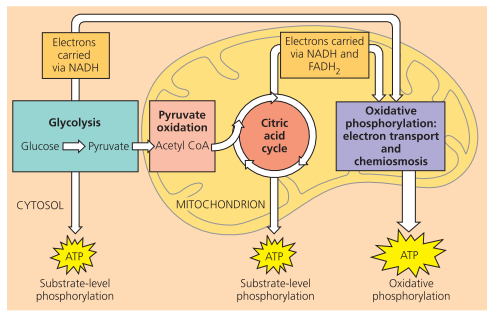 Electrons
carried
via NADH
Electrons carried
via NADH and
FADH₂
Glycolysis
Glucose
Pyruvate
Pyruvate
oxidation
Acetyl CoA
Citric
acid
cycle
Oxidative
phosphorylation:
electron transport
and
chemiosmosis
CYTOSOL
MITOCHONDRION
ATP
ATP
ATP
Substrate-level
phosphorylation
Substrate-level
phosphorylation
Oxidative
phosphorylation